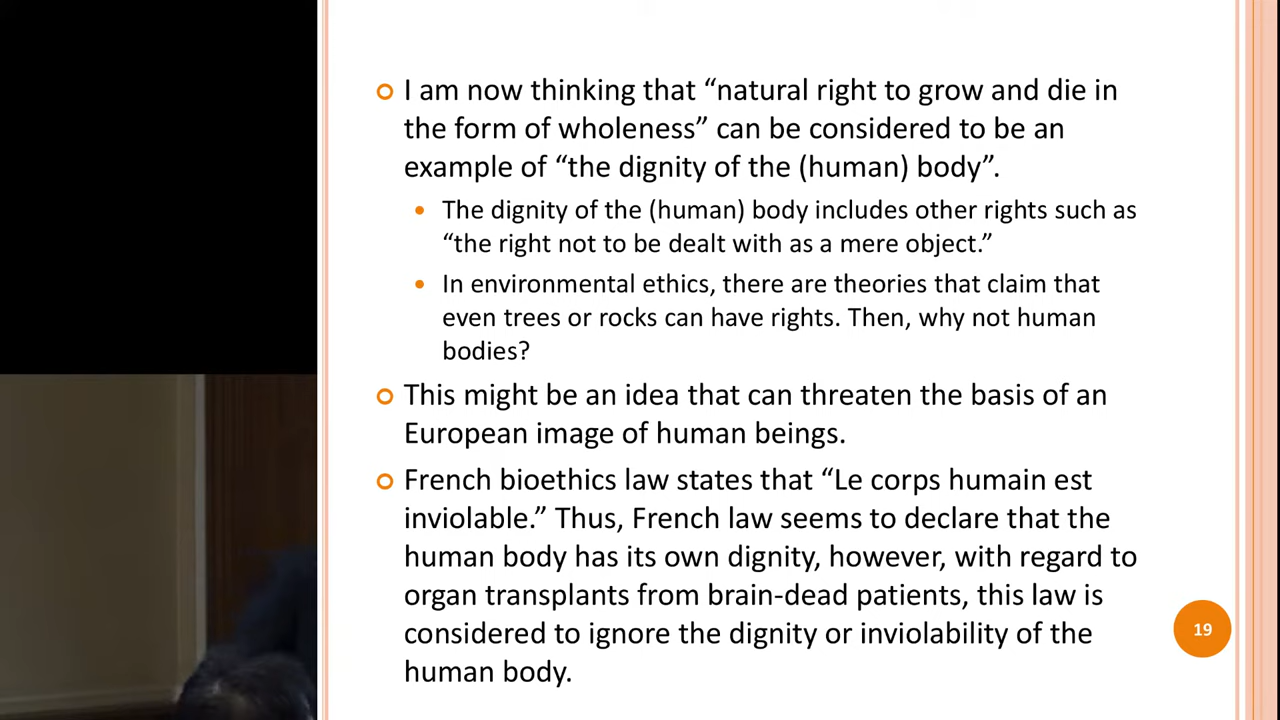 I am now thinking that “natural right to grow and die in
the form of wholeness” can be considered to be an
example of “the dignity of the (human) body”.
The dignity of the (human) body includes other rights such as
“the right not to be dealt with as a mere object.”
In environmental ethics, there are theories that claim that
even trees or rocks can have rights. Then, why not human
bodies?
This might be an idea that can threaten the basis of an
European image of human beings.
French bioethics law states that “Le corps humain est
inviolable.” Thus, French law seems to declare that the
human body has its own dignity, however, with regard to
organ transplants from brain-dead patients, this law is
considered to ignore the dignity or inviolability of the
human body.
19